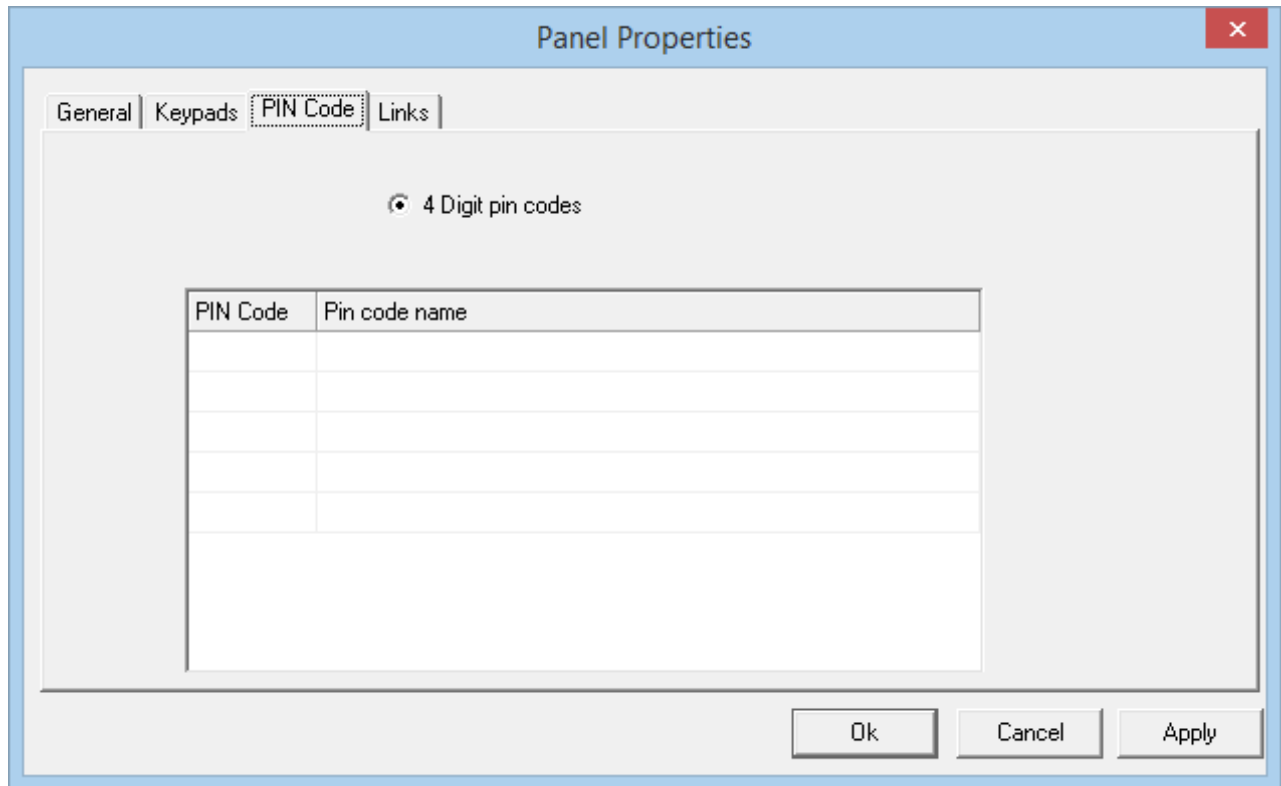 Panel Properties
General Keypads PIN Code Links
4 Digit pin codes
PIN Code Pin code name
Ok Cancel Apply